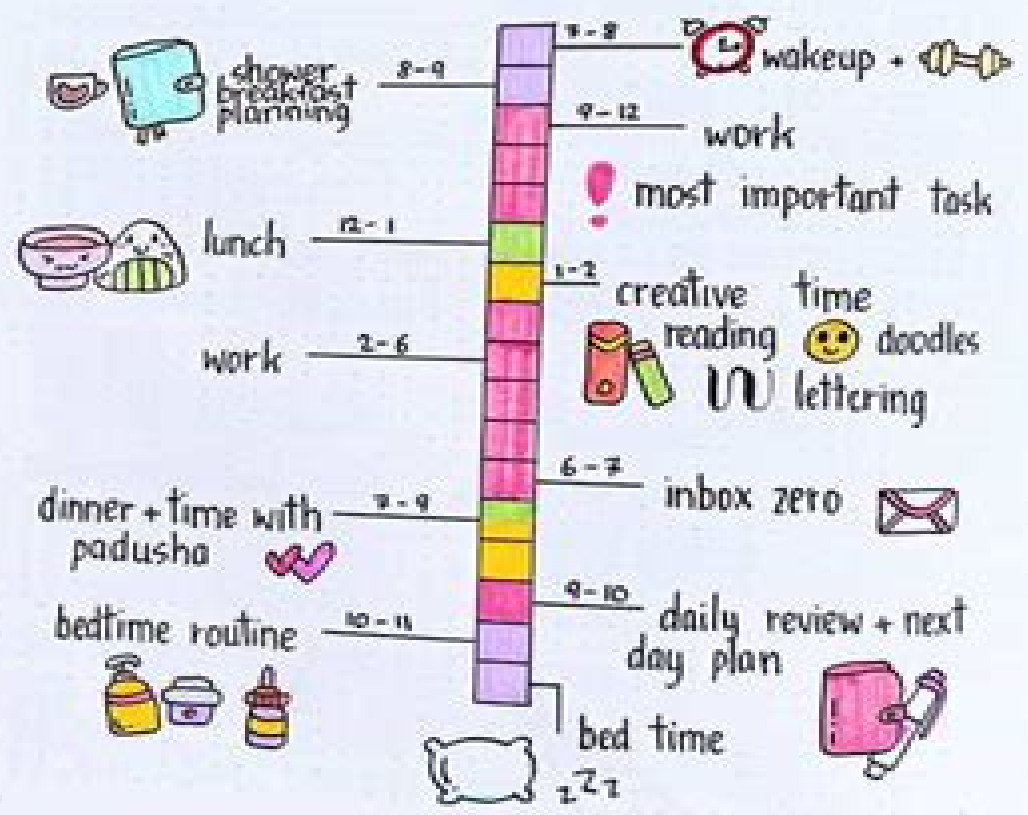 7-8
wakeup +
8-9
shower
breakfast
planning
9-12
work
most important task
12-1
lunch
1-2
creative time
reading doodles
lettering
2-6
work
6-7
inbox zero
7-9
dinner + time with
padusha
9-10
daily review + next
day plan
10-11
bedtime routine
bed time
zzz